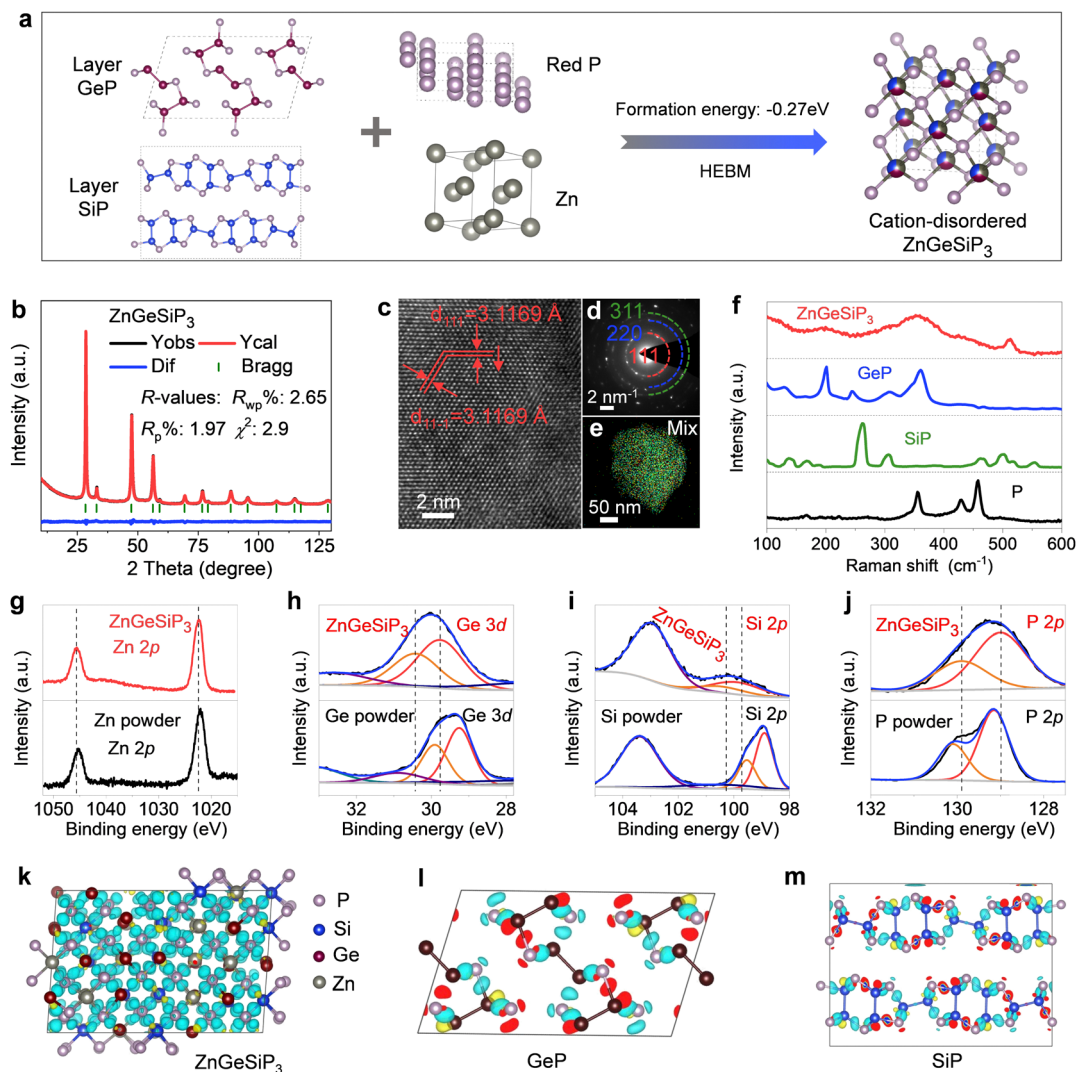 a
Layer
GeP
Red P
Formation energy: -0.27eV
Layer
SiP
Zn
HEBM
Cation-disordered
ZnGeSiP₃
b
ZnGeSiP₃
Yobs
Ycal
Dif
Bragg
R-values: Rwp%: 2.65
Rp%: 1.97 χ²: 2.9
Intensity (a.u.)
25 50 75 100 125
2 Theta (degree)
c
d₁₁₁=3.1169 Å
d₁₁₋₁=3.1169 Å
2 nm
d
311
220
111
2 nm⁻¹
e
Mix
50 nm
f
ZnGeSiP₃
GeP
SiP
P
Intensity (a.u.)
100 200 300 400 500 600
Raman shift (cm⁻¹)
g
ZnGeSiP₃
Zn 2p
Zn powder
Zn 2p
Intensity (a.u.)
1045 1030 1020
Binding energy (eV)
h
ZnGeSiP₃
Ge 3d
Ge powder
Ge 3d
Intensity (a.u.)
32 30 28
Binding energy (eV)
i
ZnGeSiP₃
Si 2p
Si powder
Si 2p
Intensity (a.u.)
104 102 100 98
Binding energy (eV)
j
ZnGeSiP₃
P 2p
P powder
P 2p
Intensity (a.u.)
132 130 128
Binding energy (eV)
k
P
Si
Ge
Zn
ZnGeSiP₃
l
GeP
m
SiP